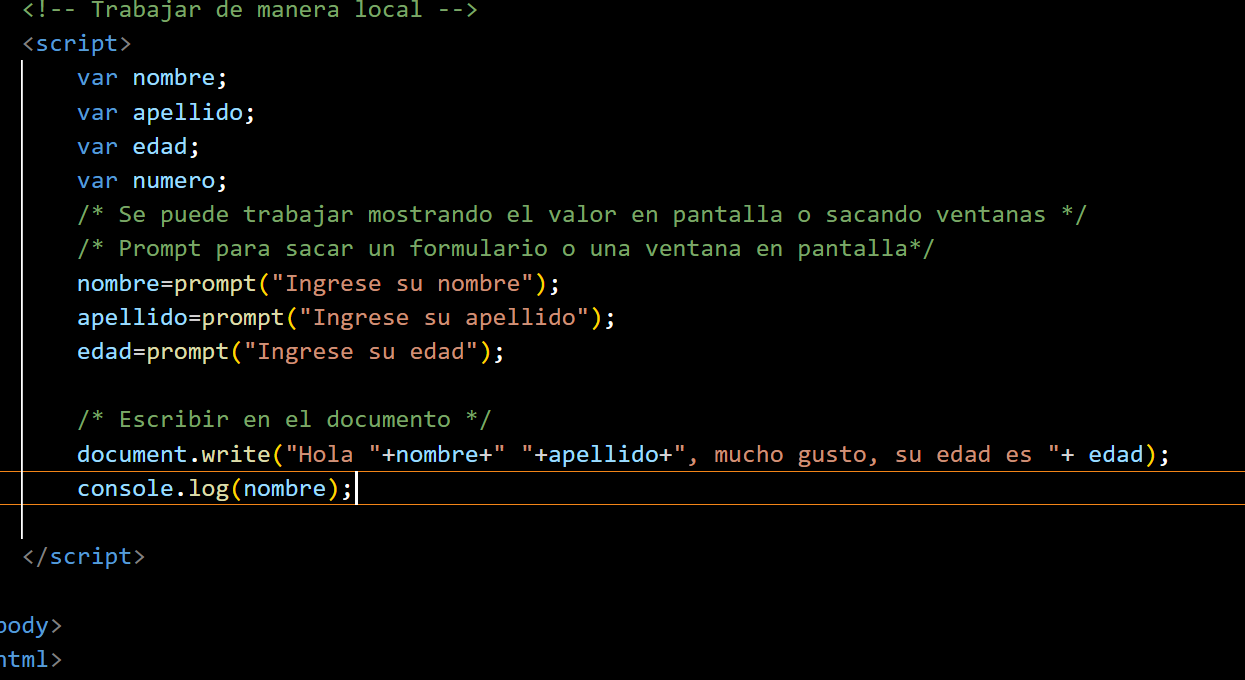 <!-- Trabajar de manera local -->
<script>
var nombre;
var apellido;
var edad;
var numero;
/* Se puede trabajar mostrando el valor en pantalla o sacando ventanas */
/* Prompt para sacar un formulario o una ventana en pantalla*/
nombre=prompt("Ingrese su nombre");
apellido=prompt("Ingrese su apellido");
edad=prompt("Ingrese su edad");
/* Escribir en el documento */
document.write("Hola "+nombre+" "+apellido+", mucho gusto, su edad es "+ edad);
console.log(nombre);
</script>
body>
html>